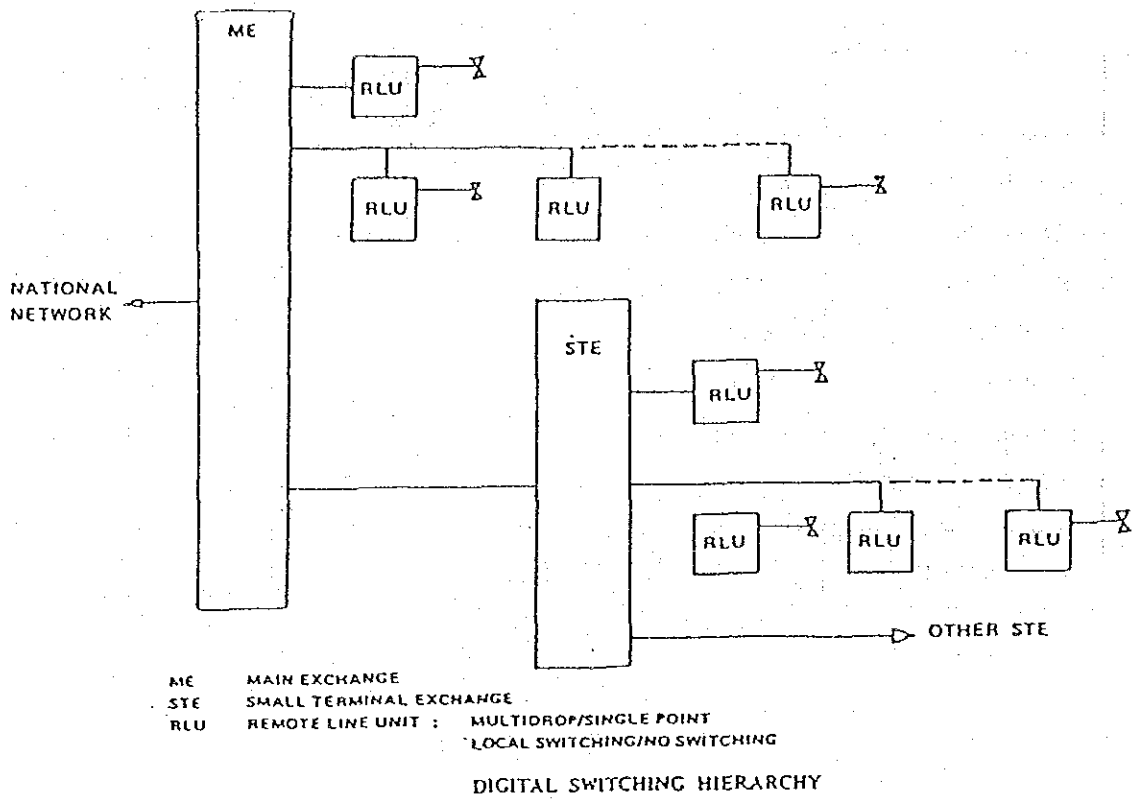 ME
RLU
RLU
RLU
RLU
NATIONAL
NETWORK
STE
RLU
RLU
RLU
RLU
OTHER STE
ME MAIN EXCHANGE
STE SMALL TERMINAL EXCHANGE
RLU REMOTE LINE UNIT : MULTIDROP/SINGLE POINT
LOCAL SWITCHING/NO SWITCHING
DIGITAL SWITCHING HIERARCHY